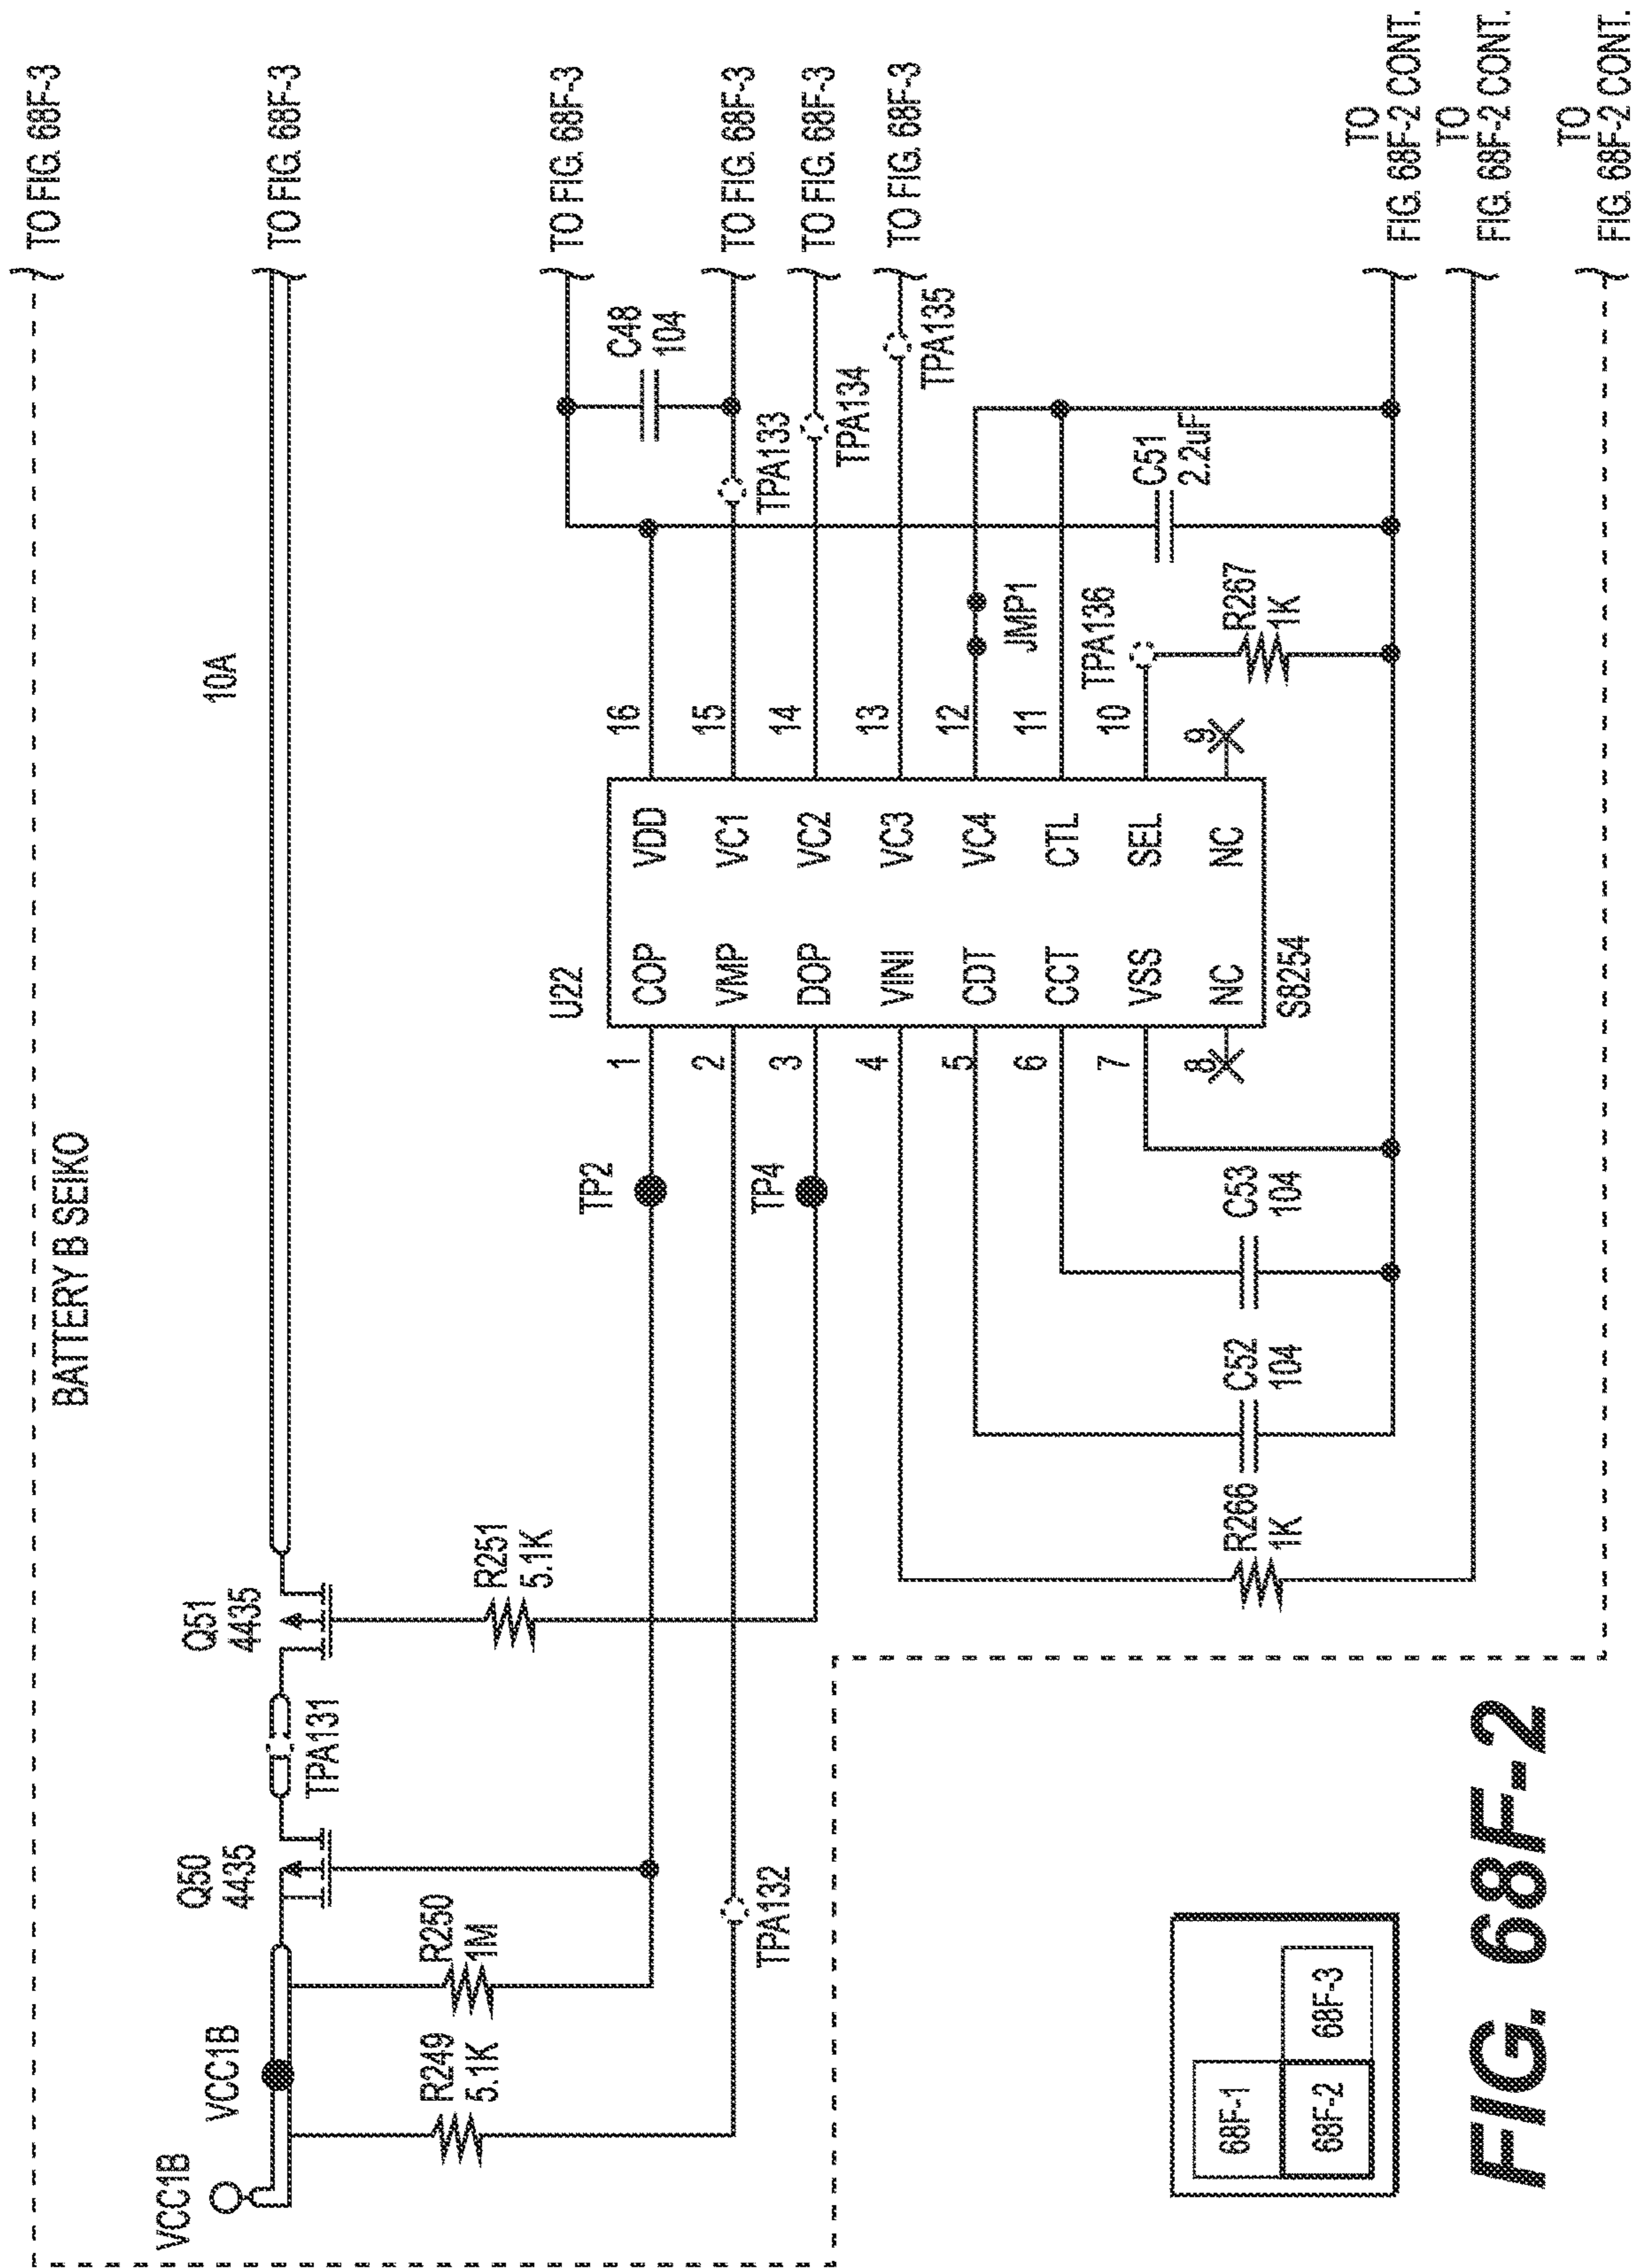 BATTERY B SEIKO
TO FIG. 68F-3
VCC1B
VCC1B
Q50
4435
TPA131
Q51
4435
10A
TO FIG. 68F-3
R249
5.1K
R250
1M
R251
5.1K
TPA132
TP2
TP4
U22
1
2
3
4
5
6
7
8
COP
VMP
DOP
VINI
CDT
CCT
VSS
NC
VDD
VC1
VC2
VC3
VC4
CTL
SEL
NC
S8254
16
15
14
13
12
11
10
9
JMP1
TPA136
R267
1K
C51
2.2uF
C48
104
TPA133
TPA134
TPA135
TO FIG. 68F-3
TO FIG. 68F-3
TO FIG. 68F-3
TO FIG. 68F-3
R266
1K
C52
104
C53
104
TO
FIG. 68F-2 CONT.
TO
FIG. 68F-2 CONT.
TO
FIG. 68F-2 CONT.
68F-1
68F-2
68F-3
FIG. 68F-2